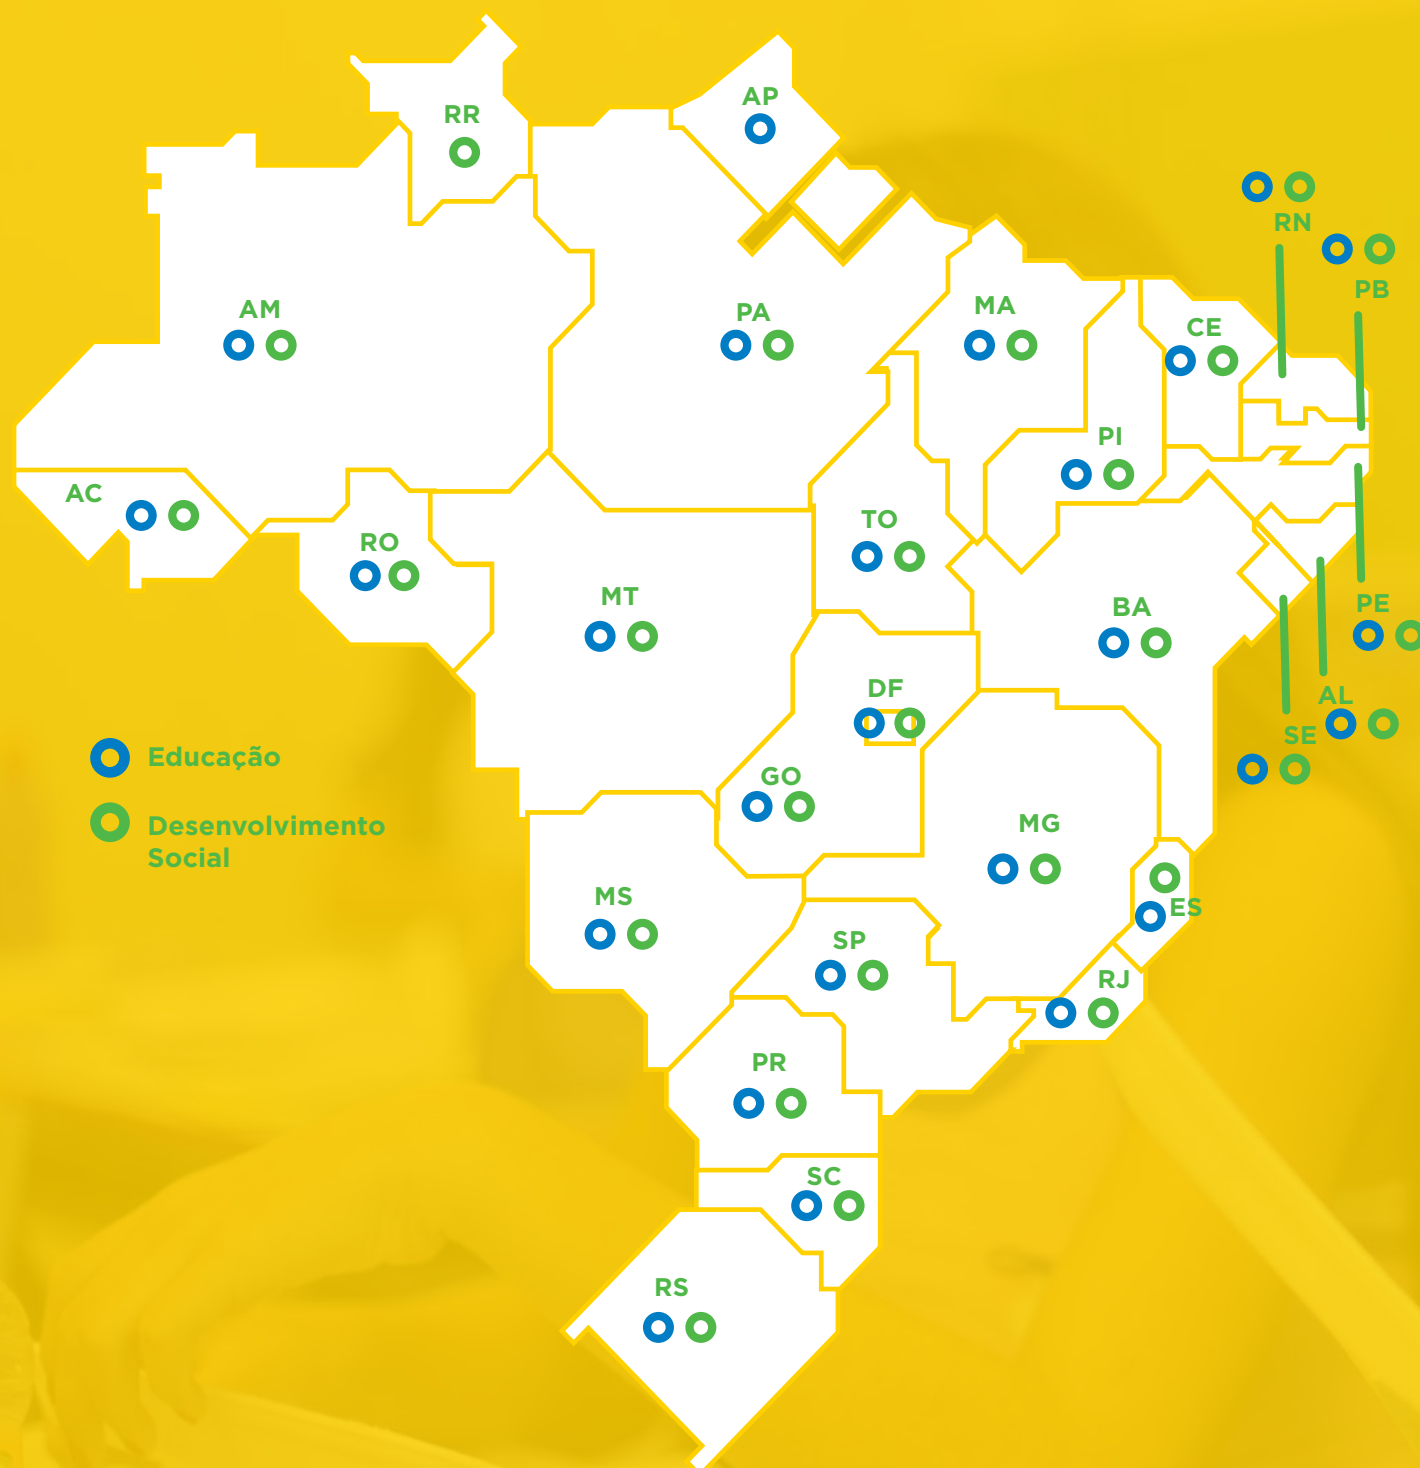 AP
RR
RN
PB
AM
PA
MA
CE
PI
AC
TO
RO
MT
BA
PE
DF
AL
SE
Educação
GO
Desenvolvimento
Social
MG
MS
ES
SP
RJ
PR
SC
RS